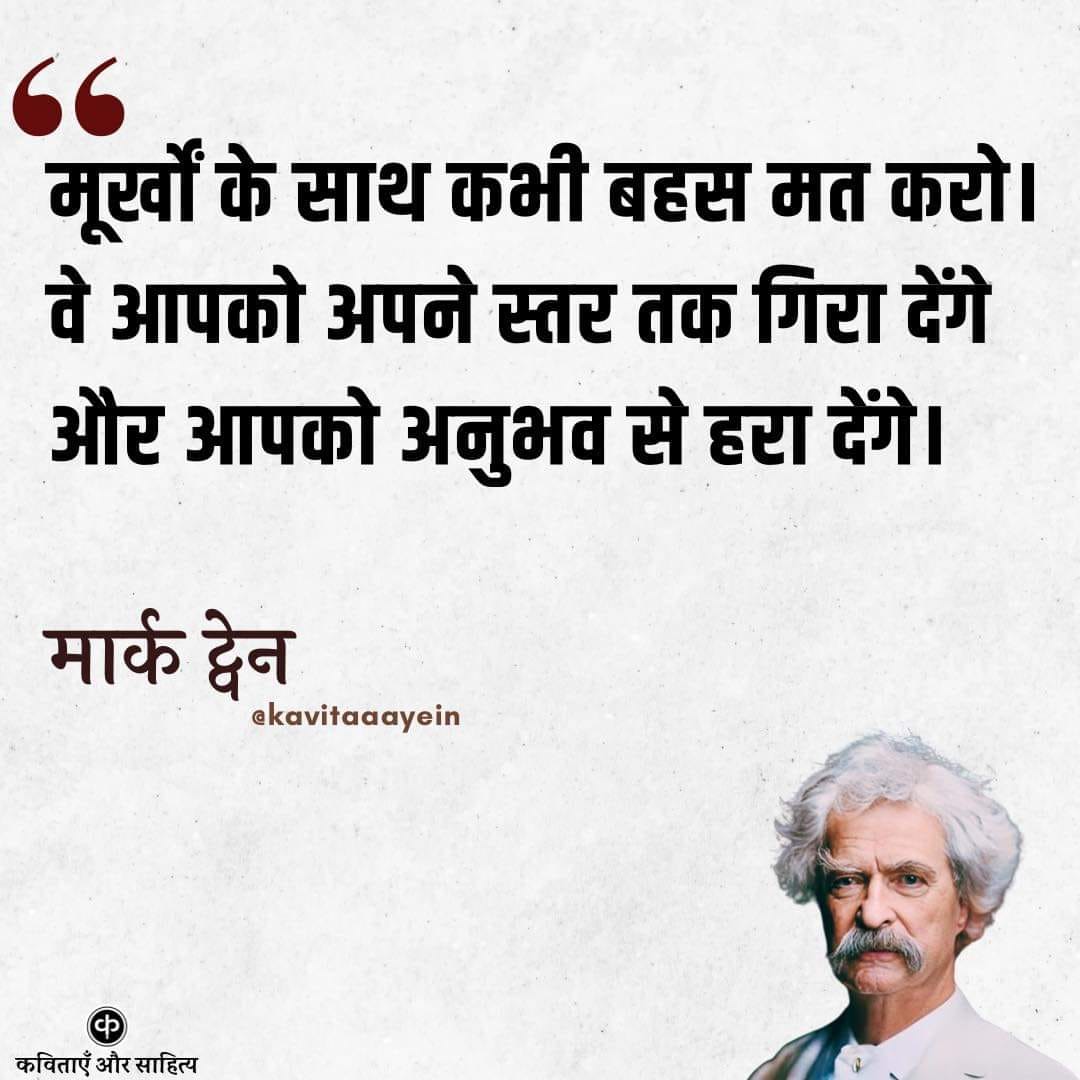 “
मूर्खों के साथ कभी बहस मत करो।
वे आपको अपने स्तर तक गिरा देंगे
और आपको अनुभव से हरा देंगे।
मार्क ट्वेन
@kavitaaayein
कविताएँ और साहित्य